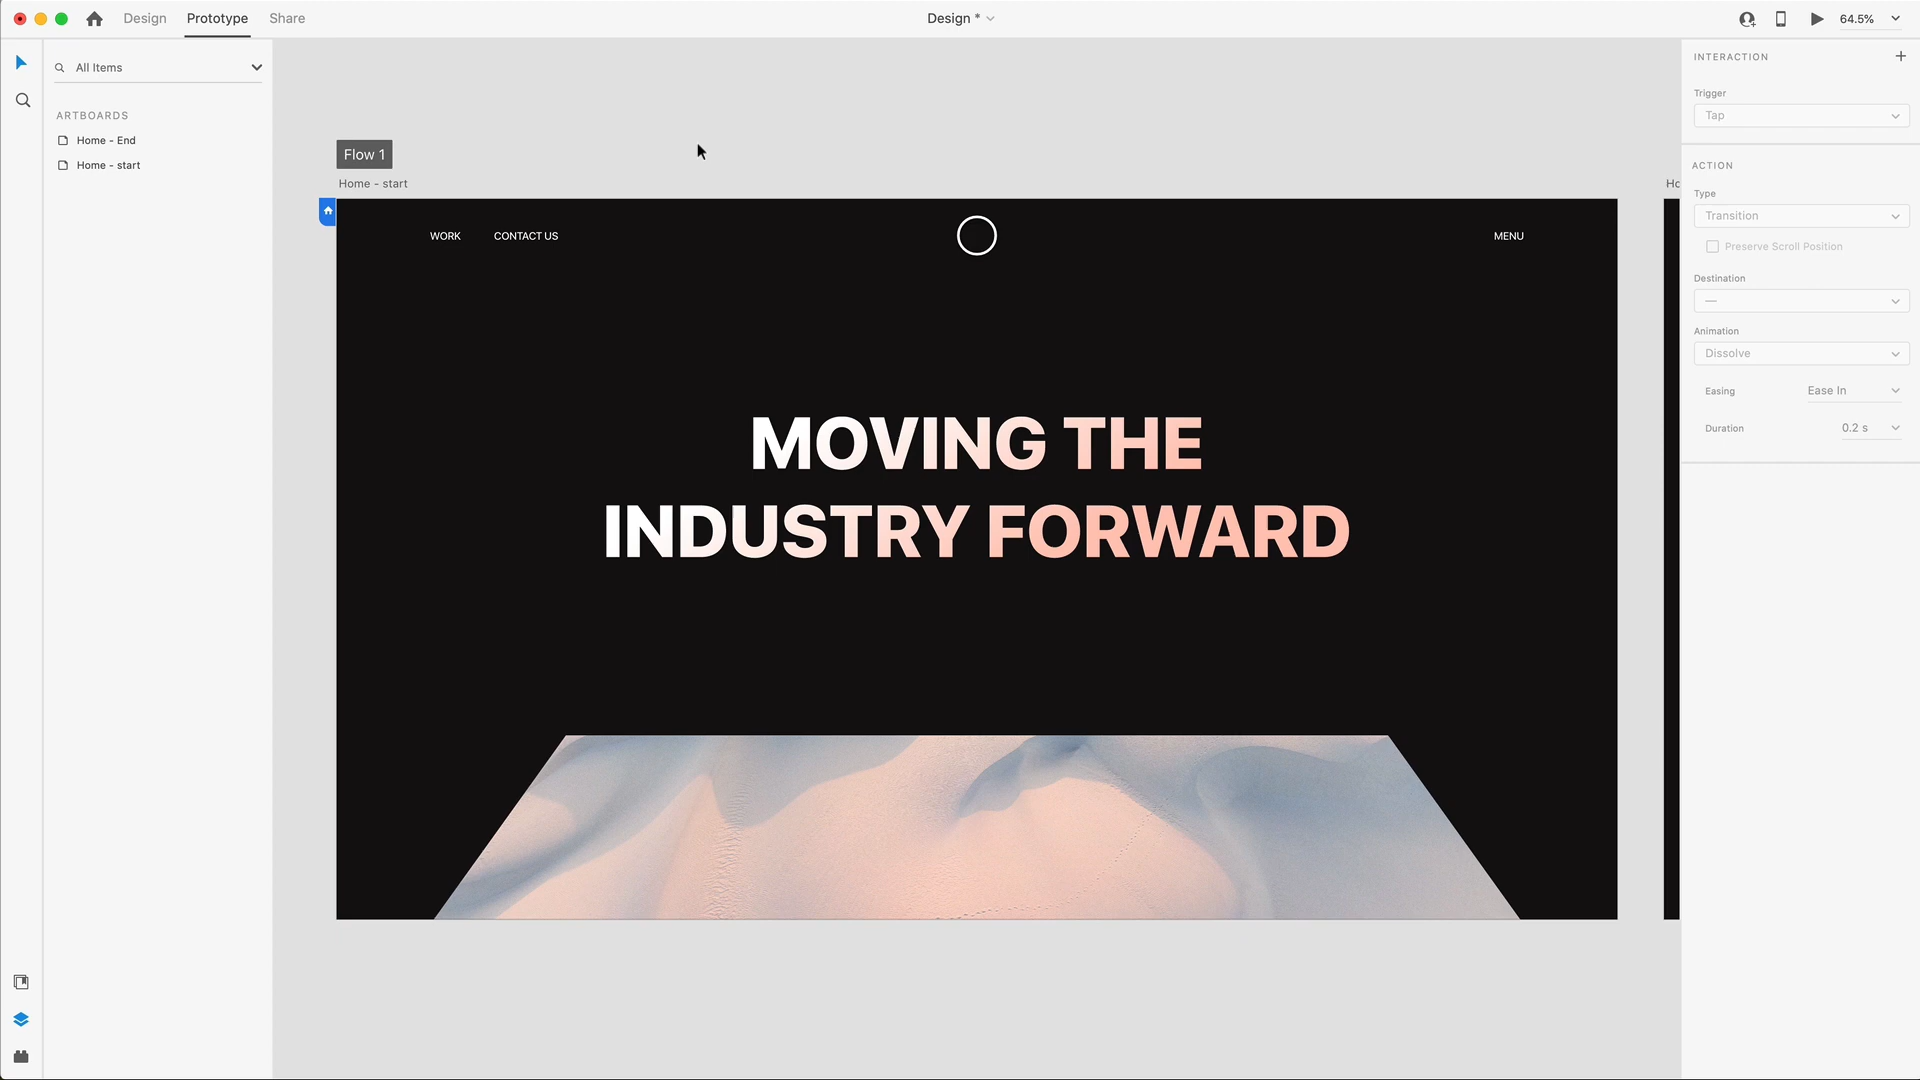 Design
Prototype
Share
Design *
64.5%
All Items
ARTBOARDS
Home - End
Home - start
Flow 1
Home - start
WORK
CONTACT US
MENU
MOVING THE
INDUSTRY FORWARD
Ho
INTERACTION
Trigger
Tap
ACTION
Type
Transition
Preserve Scroll Position
Destination
—
Animation
Dissolve
Easing
Ease In
Duration
0.2 s